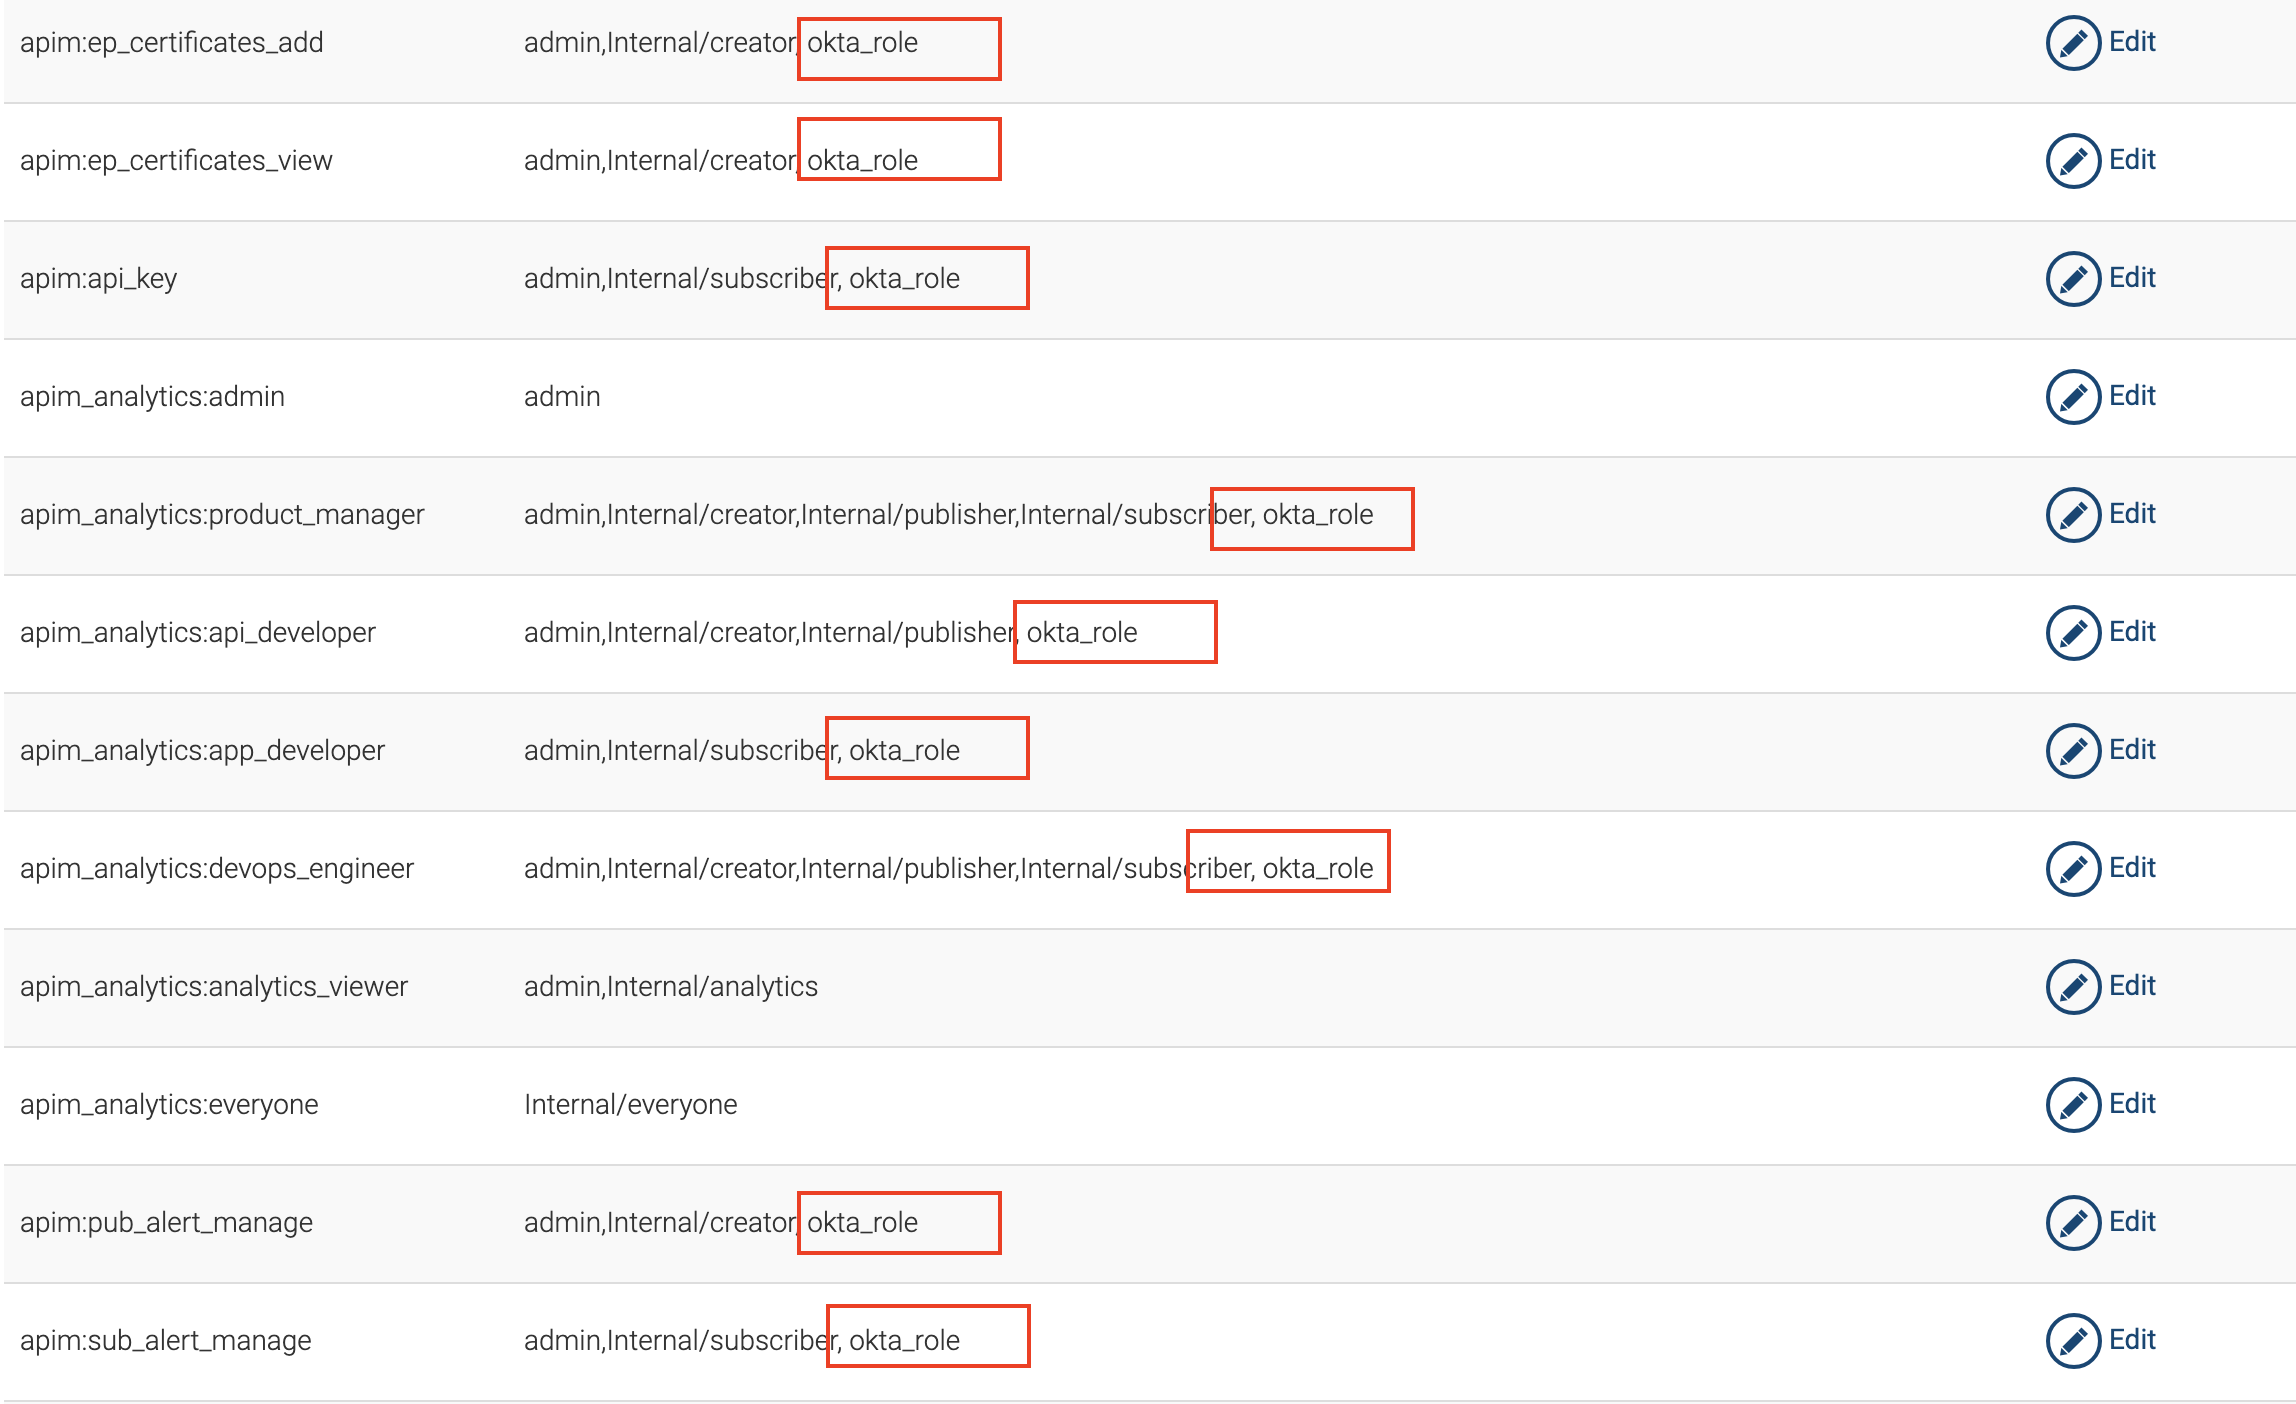 apim:ep_certificates_add admin,Internal/creator, okta_role Edit
apim:ep_certificates_view admin,Internal/creator, okta_role Edit
apim:api_key admin,Internal/subscriber, okta_role Edit
apim_analytics:admin admin Edit
apim_analytics:product_manager admin,Internal/creator,Internal/publisher,Internal/subscriber, okta_role Edit
apim_analytics:api_developer admin,Internal/creator,Internal/publisher, okta_role Edit
apim_analytics:app_developer admin,Internal/subscriber, okta_role Edit
apim_analytics:devops_engineer admin,Internal/creator,Internal/publisher,Internal/subscriber, okta_role Edit
apim_analytics:analytics_viewer admin,Internal/analytics Edit
apim_analytics:everyone Internal/everyone Edit
apim:pub_alert_manage admin,Internal/creator, okta_role Edit
apim:sub_alert_manage admin,Internal/subscriber, okta_role Edit